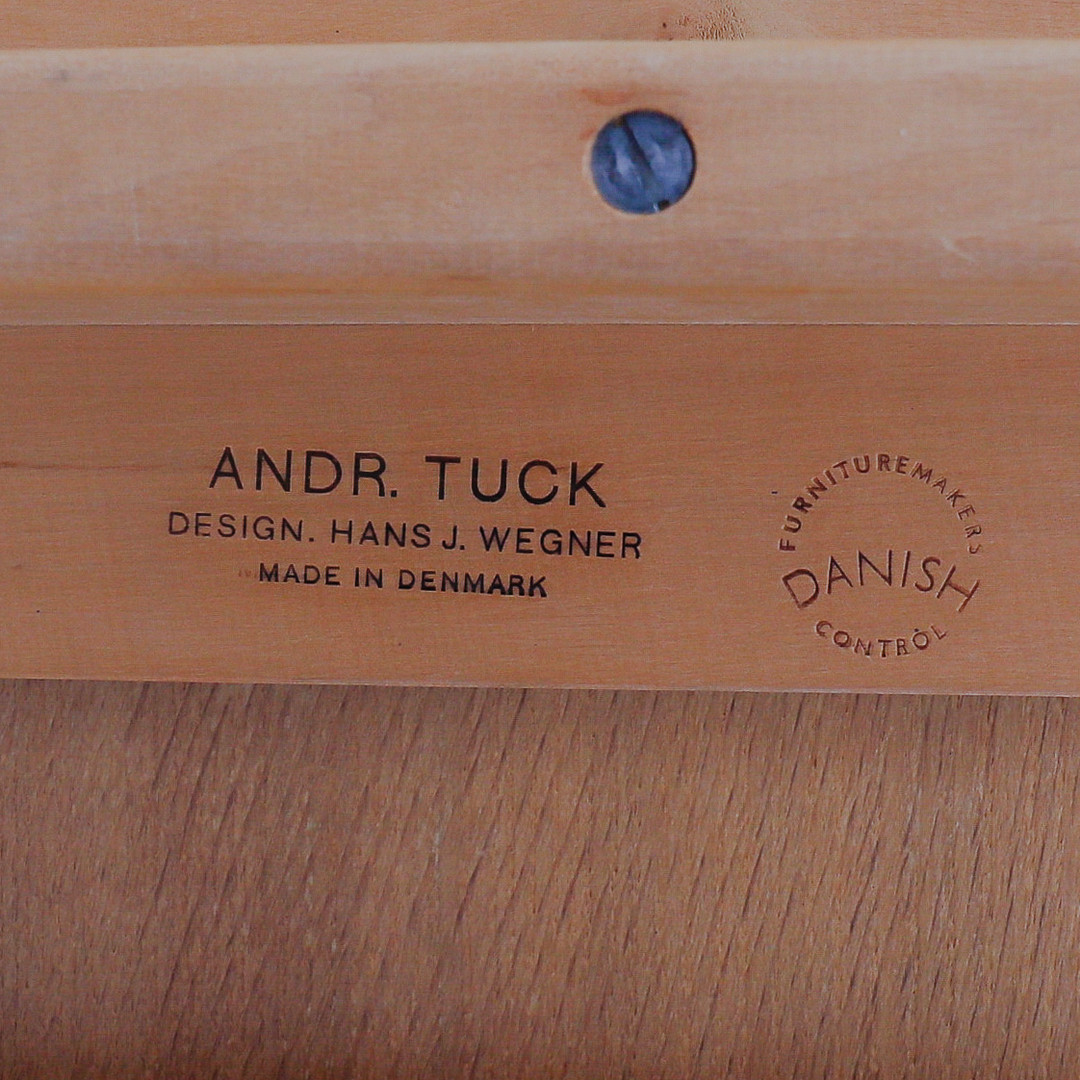 ANDR. TUCK
DESIGN. HANS J. WEGNER
MADE IN DENMARK
FURNITUREMAKERS
DANISH
CONTROL